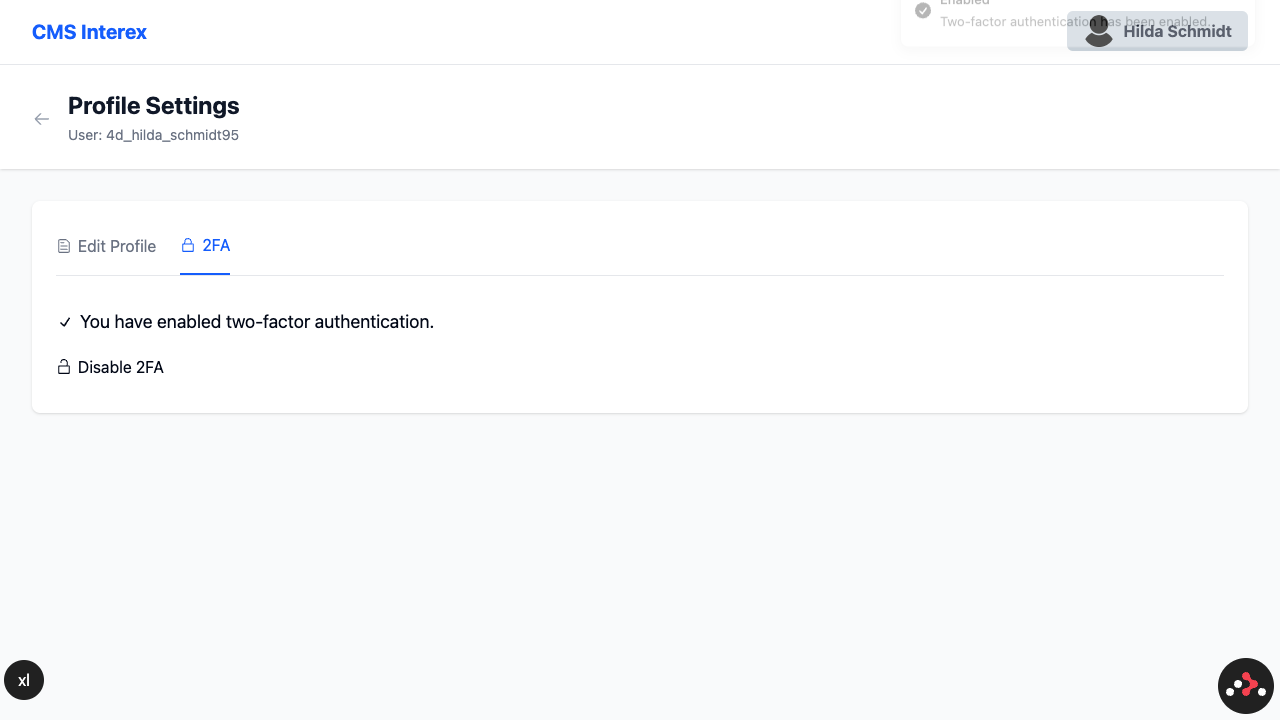 CMS Interex
Enabled
Two-factor authentication has been enabled.
Hilda Schmidt
Profile Settings
User: 4d_hilda_schmidt95
Edit Profile
2FA
You have enabled two-factor authentication.
Disable 2FA
xl